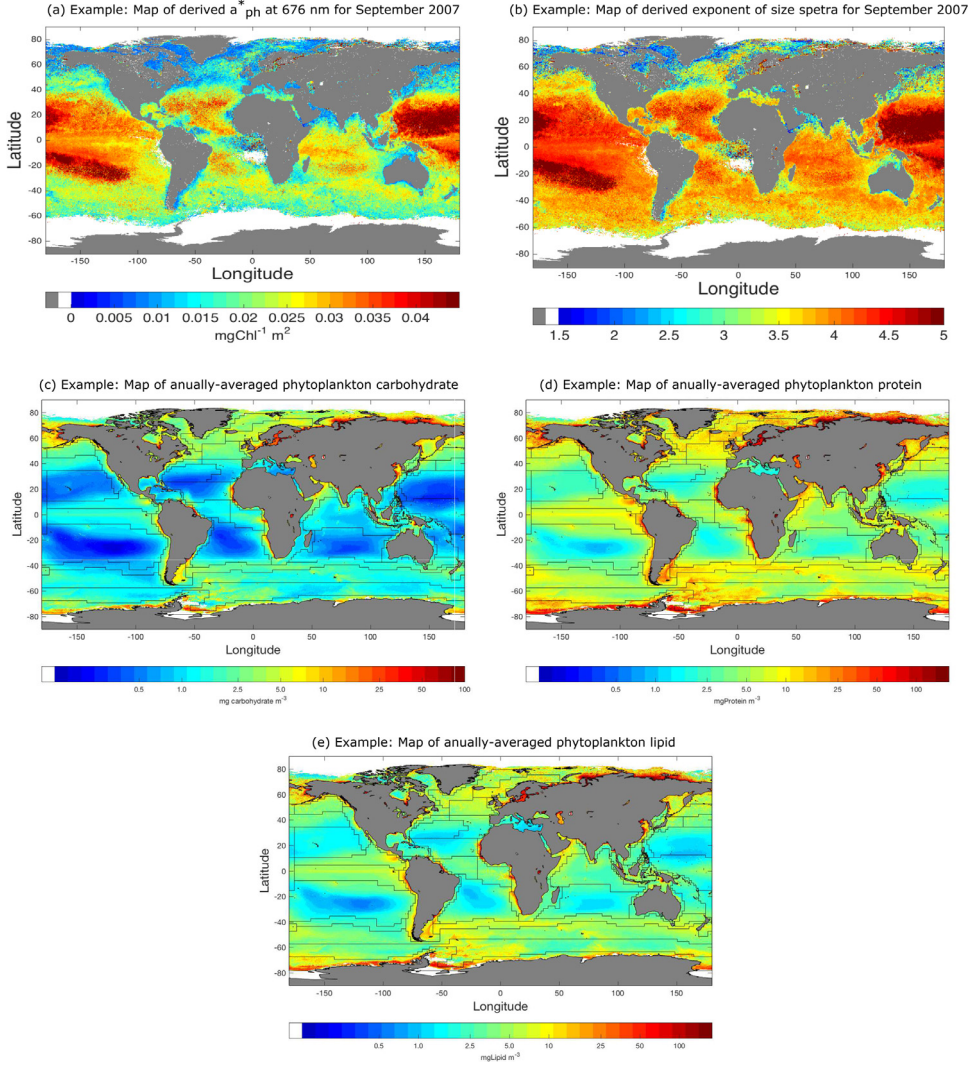 (a) Example: Map of derived a*ph at 676 nm for September 2007
(b) Example: Map of derived exponent of size spetra for September 2007
80
60
40
20
0
-20
-40
-60
-80
Latitude
-150 -100 -50 0 50 100 150
Longitude
0 0.005 0.01 0.015 0.02 0.025 0.03 0.035 0.04
mgChl-1 m2
80
60
40
20
0
-20
-40
-60
-80
Latitude
-150 -100 -50 0 50 100 150
Longitude
1.5 2 2.5 3 3.5 4 4.5 5
(c) Example: Map of anually-averaged phytoplankton carbohydrate
80
60
40
20
0
-20
-40
-60
-80
Latitude
-150 -100 -50 0 50 100 150
Longitude
0.5 1.0 2.5 5 10 25 50 100
mg carbohydrate m-3
(d) Example: Map of anually-averaged phytoplankton protein
80
60
40
20
0
-20
-40
-60
-80
Latitude
-150 -100 -50 0 50 100 150
Longitude
0.5 1.0 2.5 5 10 25 50 100
mgProtein m-3
(e) Example: Map of anually-averaged phytoplankton lipid
80
60
40
20
0
-20
-40
-60
-80
Latitude
-150 -100 -50 0 50 100 150
Longitude
0.5 1.0 2.5 5 10 25 50 100
mgLipid m-3